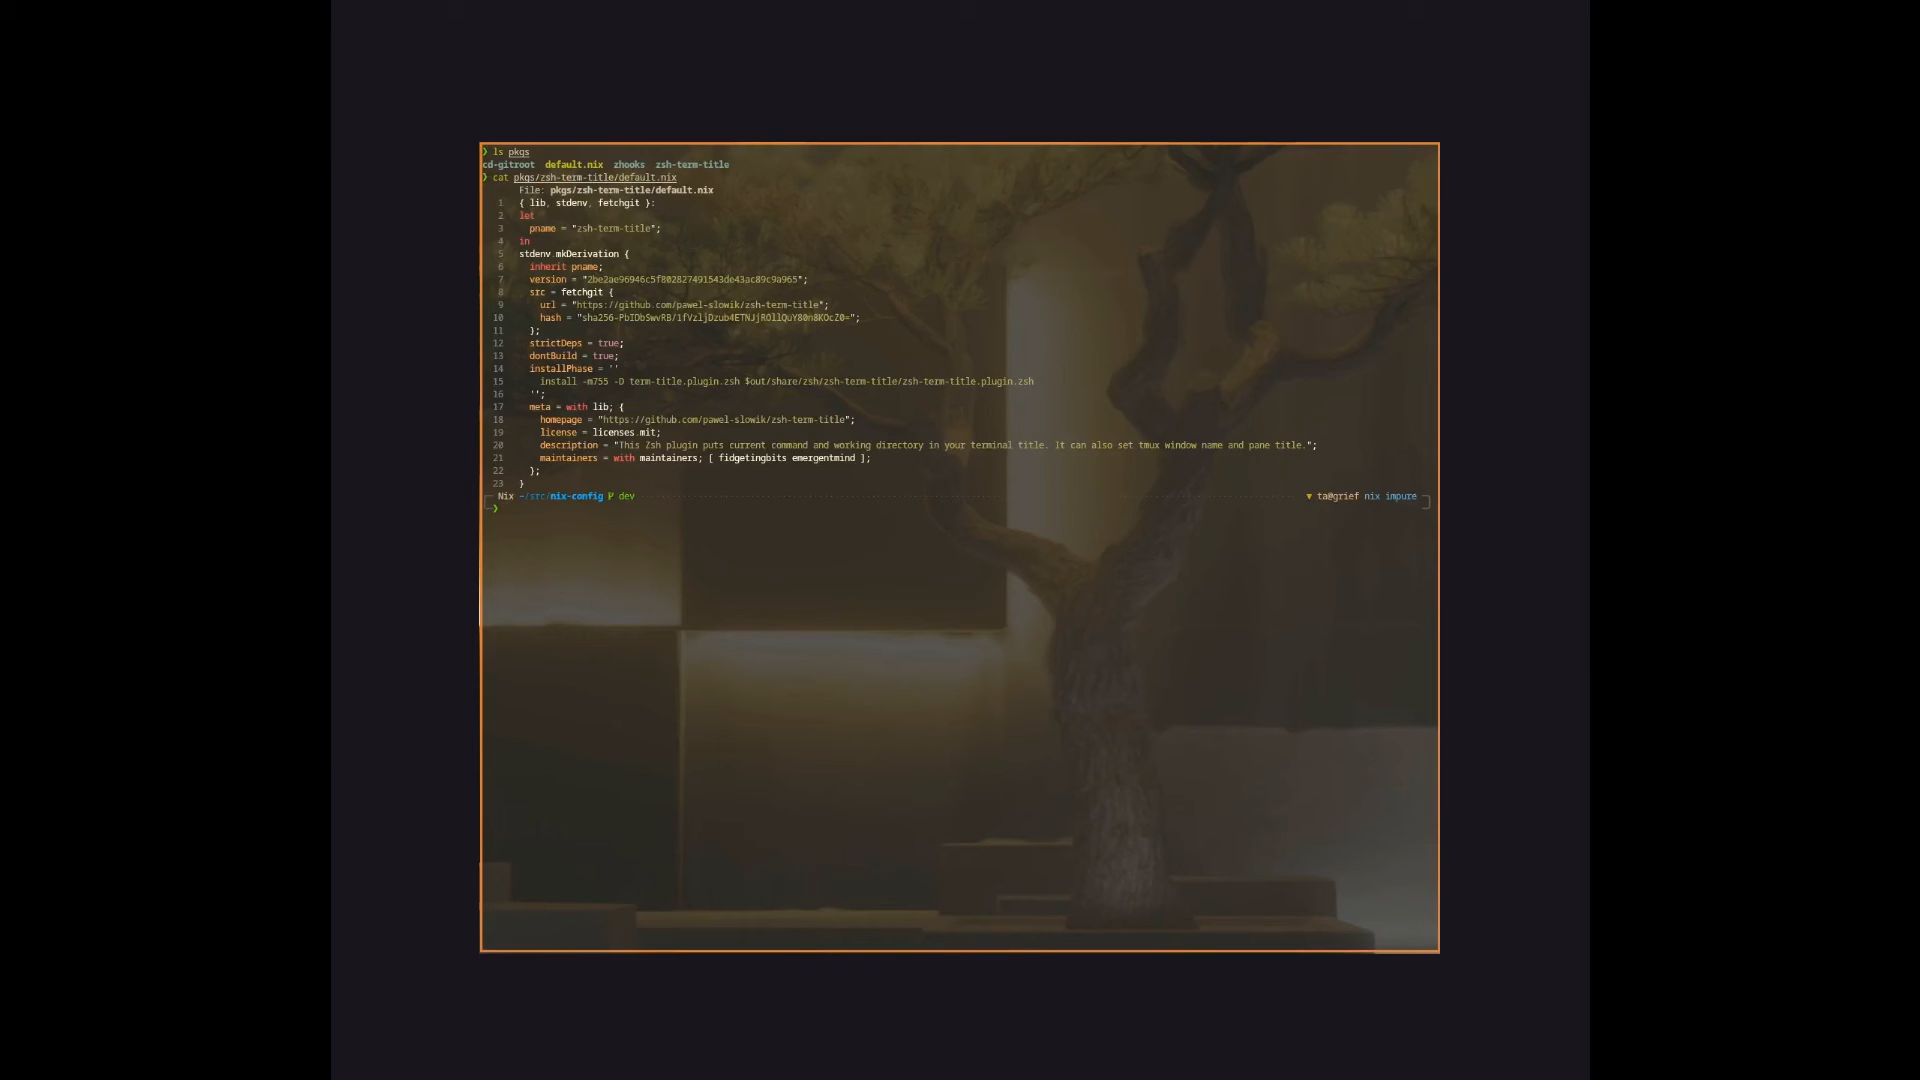 ❯ ls pkgs
cd-gitroot  default.nix  zhooks  zsh-term-title
❯ cat pkgs/zsh-term-title/default.nix
File: pkgs/zsh-term-title/default.nix
1 { lib, stdenv, fetchgit }:
2 let
3   pname = "zsh-term-title";
4 in
5 stdenv.mkDerivation {
6   inherit pname;
7   version = "2be2ae96946c5f802827491543de43ac89c9a965";
8   src = fetchgit {
9     url = "https://github.com/pawel-slowik/zsh-term-title";
10     hash = "sha256-PbIDbSwvRB/1fVzljDzub4ETNJjROllQuY80n8KOcZ0=";
11   };
12   strictDeps = true;
13   dontBuild = true;
14   installPhase = ''
15     install -m755 -D term-title.plugin.zsh $out/share/zsh/zsh-term-title/zsh-term-title.plugin.zsh
16   '';
17   meta = with lib; {
18     homepage = "https://github.com/pawel-slowik/zsh-term-title";
19     license = licenses.mit;
20     description = "This Zsh plugin puts current command and working directory in your terminal title. It can also set tmux window name and pane title.";
21     maintainers = with maintainers; [ fidgetingbits emergentmind ];
22   };
23 }
Nix ~/src/nix-config dev ▼ ta@grief nix impure
❯